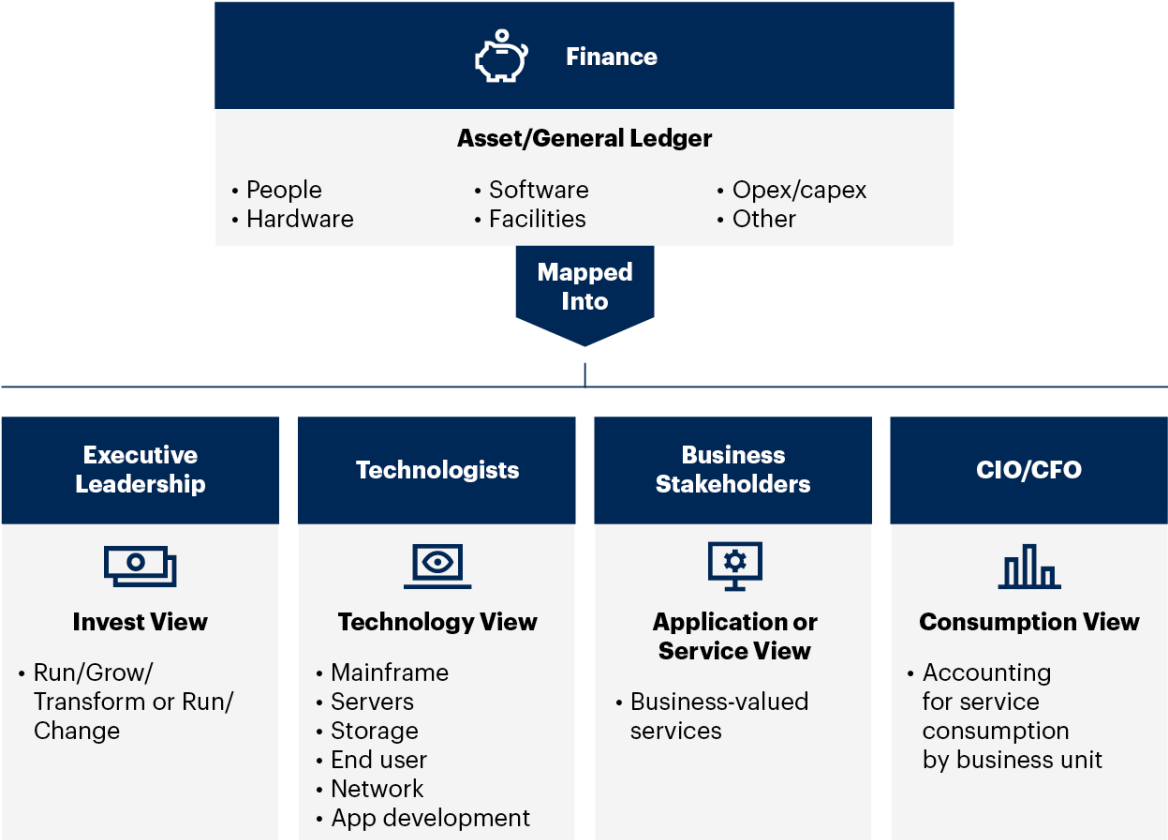 Finance
Asset/General Ledger
• People
• Hardware
• Software
• Facilities
• Opex/capex
• Other
Mapped
Into
Executive
Leadership
Invest View
• Run/Grow/
Transform or Run/
Change
Technologists
Technology View
• Mainframe
• Servers
• Storage
• End user
• Network
• App development
Business
Stakeholders
Application or
Service View
• Business-valued
services
CIO/CFO
Consumption View
• Accounting
for service
consumption
by business unit